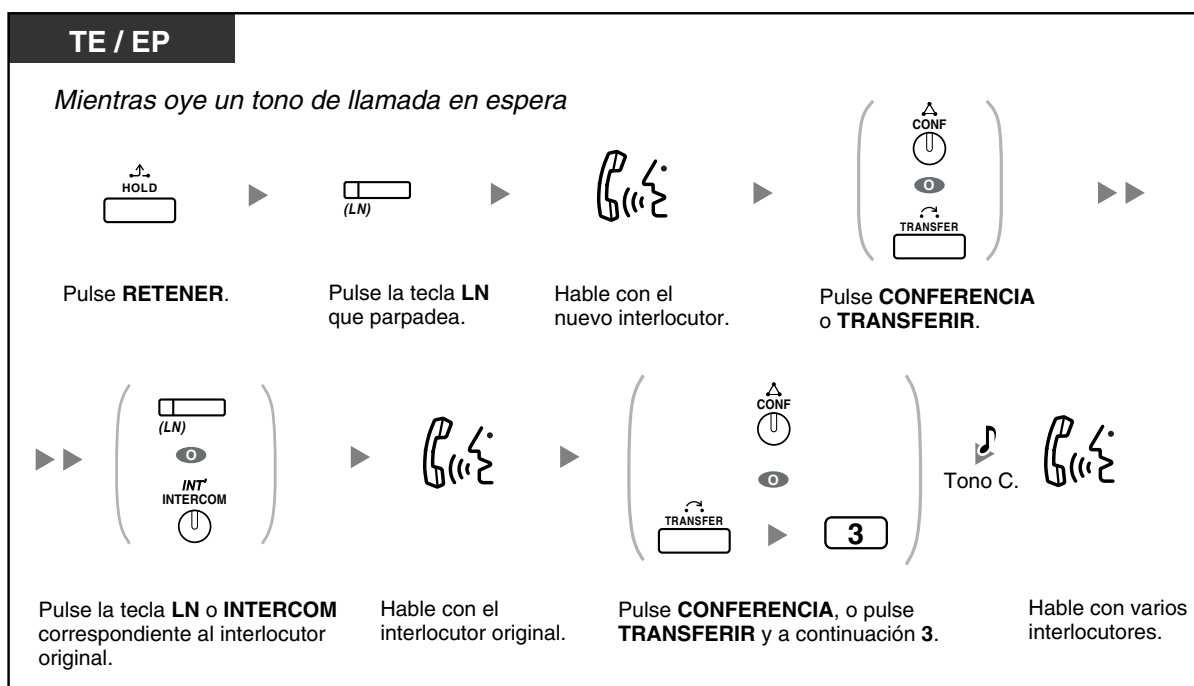 TE / EP
Mientras oye un tono de llamada en espera
HOLD
(LN)
CONF
O
TRANSFER
Pulse RETENER.
Pulse la tecla LN
que parpadea.
Hable con el
nuevo interlocutor.
Pulse CONFERENCIA
o TRANSFERIR.
(LN)
O
INT'
INTERCOM
CONF
O
TRANSFER
3
Tono C.
Pulse la tecla LN o INTERCOM
correspondiente al interlocutor
original.
Hable con el
interlocutor original.
Pulse CONFERENCIA, o pulse
TRANSFERIR y a continuación 3.
Hable con varios
interlocutores.